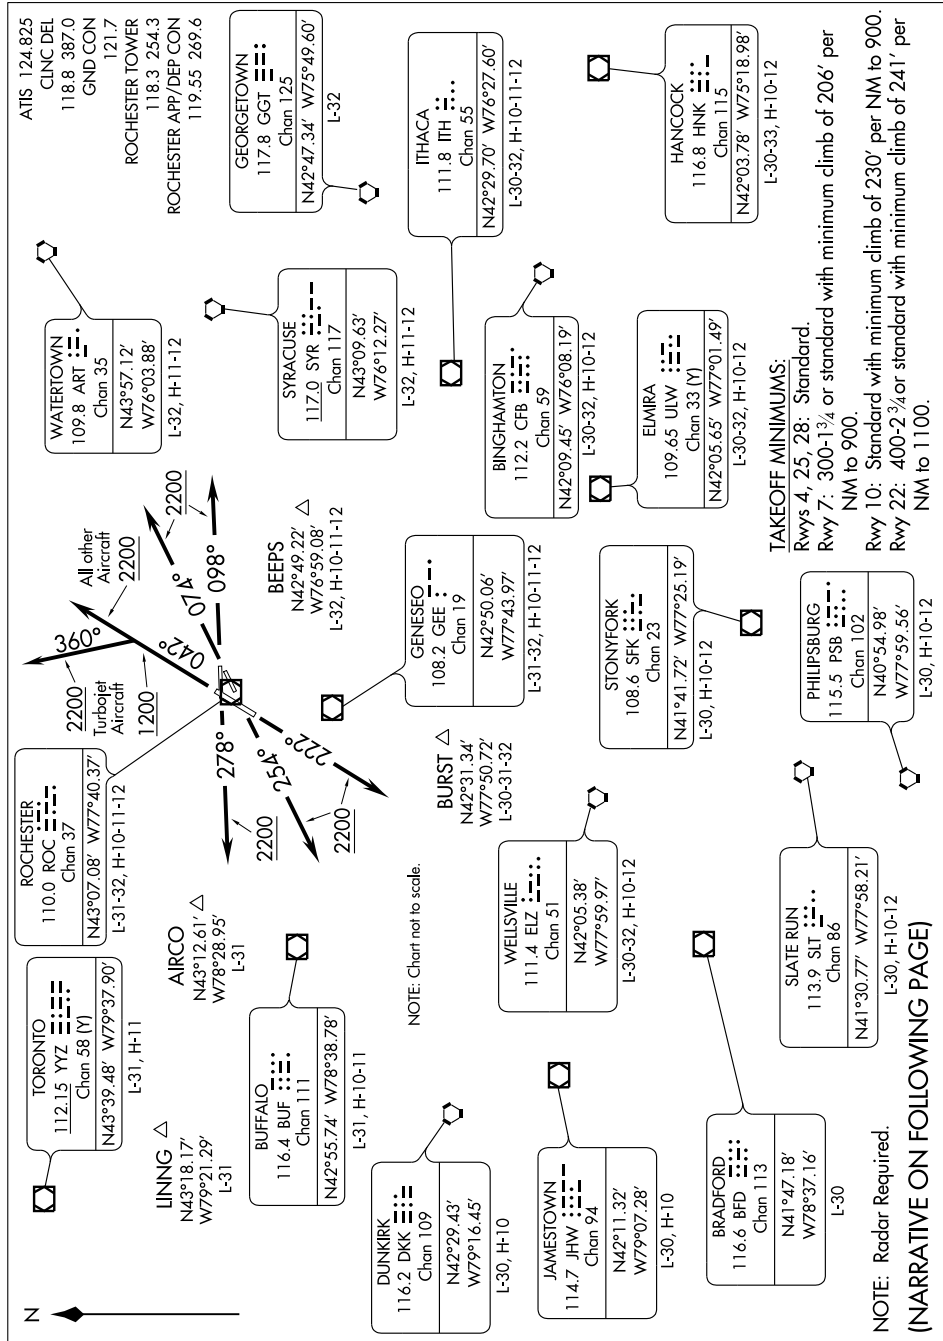 ATIS 124.825
CLNC DEL
118.8 387.0
GND CON
121.7
ROCHESTER TOWER
118.3 254.3
ROCHESTER APP/DEP CON
119.55 269.6
N
TORONTO
112.15 YYZ
Chan 58 (Y)
N43°39.48' W79°37.90'
L-31, H-11
ROCHESTER
110.0 ROC
Chan 37
N43°07.08' W77°40.37'
L-31-32, H-10-11-12
WATERTOWN
109.8 ART
Chan 35
N43°57.12'
W76°03.88'
L-32, H-11-12
GEORGETOWN
117.8 GGT
Chan 125
N42°47.34' W75°49.60'
L-32
LINNG
N43°18.17'
W79°21.29'
L-31
AIRCO
N43°12.61'
W78°28.95'
L-31
360°
2200
Turbojet
Aircraft
1200
All other
Aircraft
2200
042°
074°
2200
098°
278°
2200
254°
222°
2200
SYRACUSE
117.0 SYR
Chan 117
N43°09.63'
W76°12.27'
L-32, H-11-12
BUFFALO
116.4 BUF
Chan 111
N42°55.74' W78°38.78'
L-31, H-10-11
BEEPS
N42°49.22'
W76°59.08'
L-32, H-10-11-12
ITHACA
111.8 ITH
Chan 55
N42°29.70' W76°27.60'
L-30-32, H-10-11-12
NOTE: Chart not to scale.
GENESEO
108.2 GEE
Chan 19
N42°50.06'
W77°43.97'
L-31-32, H-10-11-12
DUNKIRK
116.2 DKK
Chan 109
N42°29.43'
W79°16.45'
L-30, H-10
BURST
N42°31.34'
W77°50.72'
L-30-31-32
BINGHAMTON
112.2 CFB
Chan 59
N42°09.45' W76°08.19'
L-30-32, H-10-12
JAMESTOWN
114.7 JHW
Chan 94
N42°11.32'
W79°07.28'
L-30, H-10
WELLSVILLE
111.4 ELZ
Chan 51
N42°05.38'
W77°59.97'
L-30-32, H-10-12
STONYFORK
108.6 SFK
Chan 23
N41°41.72' W77°25.19'
L-30, H-10-12
ELMIRA
109.65 ULW
Chan 33 (Y)
N42°05.65' W77°01.49'
L-30-32, H-10-12
HANCOCK
116.8 HNK
Chan 115
N42°03.78' W75°18.98'
L-30-33, H-10-12
BRADFORD
116.6 BFD
Chan 113
N41°47.18'
W78°37.16'
L-30
SLATE RUN
113.9 SLT
Chan 86
N41°30.77' W77°58.21'
L-30, H-10-12
PHILIPSBURG
115.5 PSB
Chan 102
N40°54.98'
W77°59.56'
L-30, H-10-12
TAKEOFF MINIMUMS:
Rwys 4, 25, 28: Standard.
Rwy 7: 300-1¾ or standard with minimum climb of 206' per
NM to 900.
Rwy 10: Standard with minimum climb of 230' per NM to 900.
Rwy 22: 400-2¾ or standard with minimum climb of 241' per
NM to 1100.
NOTE: Radar Required.
(NARRATIVE ON FOLLOWING PAGE)